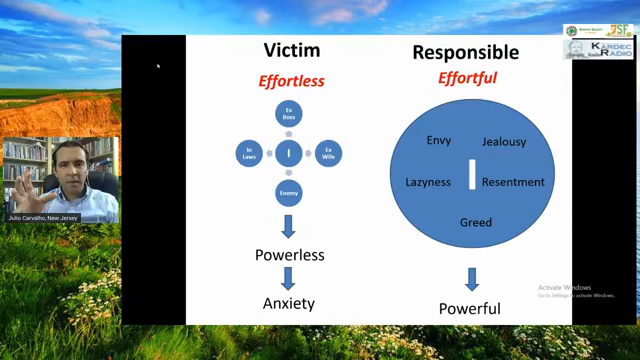 Victim
Effortless
Ex
Boss
In
Laws
I
Ex
Wife
Enemy
Powerless
Anxiety
Responsible
Effortful
Envy
Jealousy
I
Lazyness
Resentment
Greed
Powerful
Julio Carvalho, New Jersey
KARDEC
RADIO
Activate Windows
Go to Settings to activate Windows.